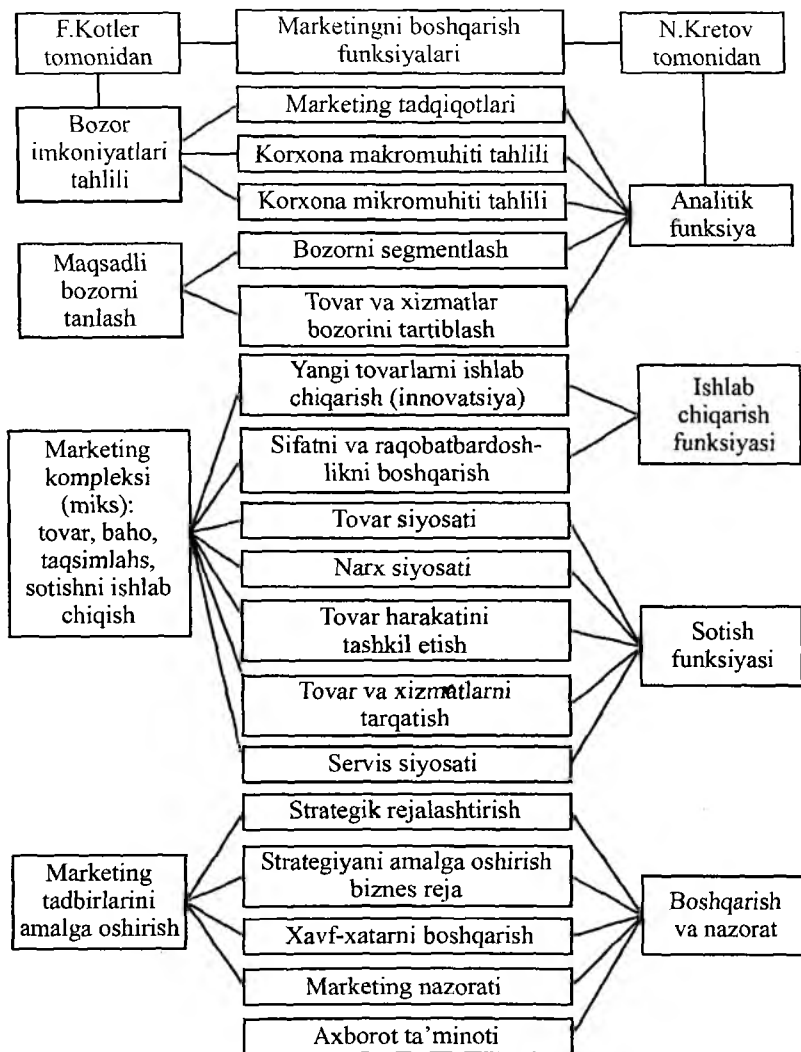 F.Kotler
tomonidan
Marketingni boshqarish
funksiyalari
N.Kretov
tomonidan
Bozor
imkoniyatlari
tahlili
Marketing tadqiqotlari
Korxona makromuhiti tahlili
Korxona mikromuhiti tahlili
Analitik
funksiya
Maqsadli
bozorni
tanlash
Bozorni segmentlash
Tovar va xizmatlar
bozorini tartiblash
Marketing
kompleksi
(miks):
tovar, baho,
taqsimlahs,
sotishni ishlab
chiqish
Yangi tovarlarni ishlab
chiqarish (innovatsiya)
Sifatni va raqobatbardosh-
likni boshqarish
Ishlab
chiqarish
funksiyasi
Tovar siyosati
Narx siyosati
Tovar harakatini
tashkil etish
Tovar va xizmatlarni
tarqatish
Servis siyosati
Sotish
funksiyasi
Marketing
tadbirlarini
amalga oshirish
Strategik rejalashtirish
Strategiyani amalga oshirish
biznes reja
Xavf-xatarni boshqarish
Marketing nazorati
Axborot ta’minoti
Boshqarish
va nazorat